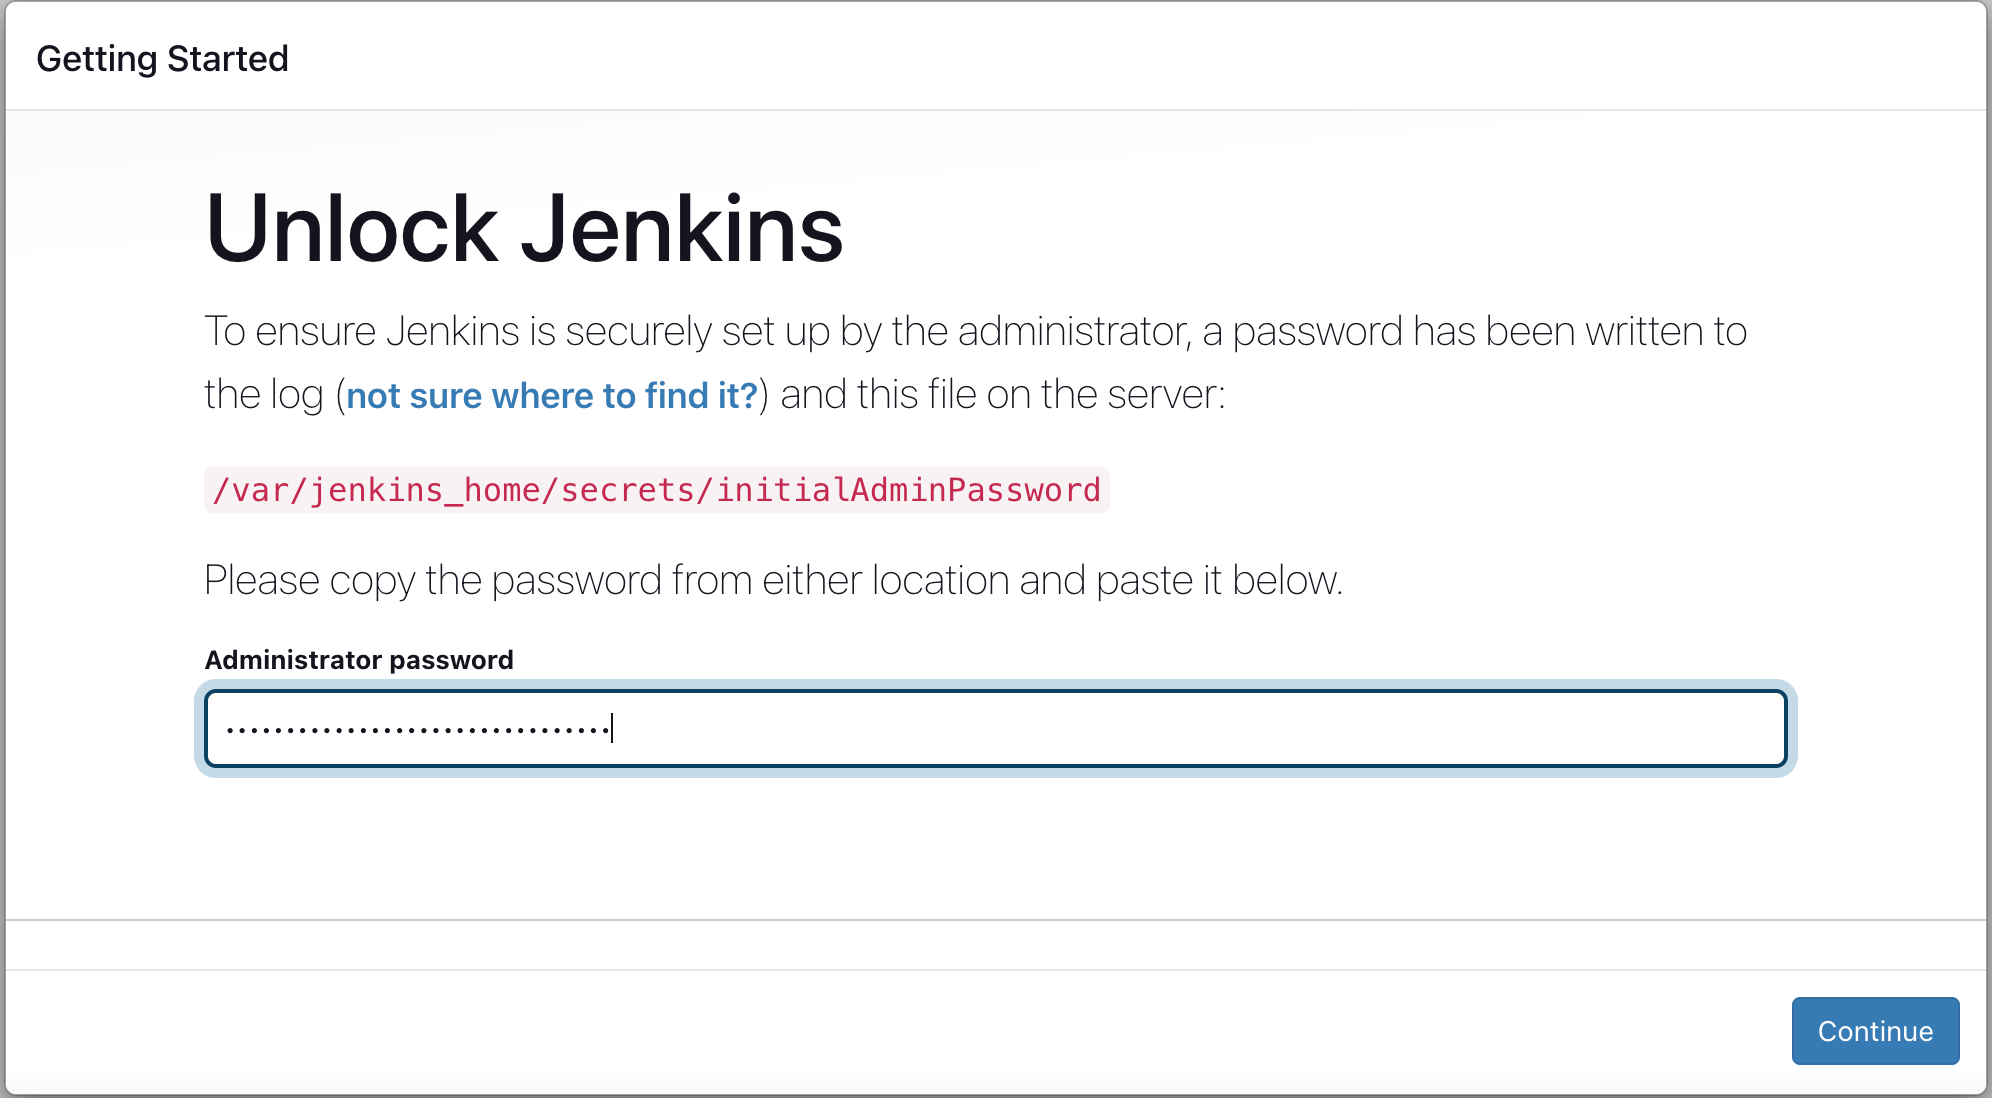 Getting Started
Unlock Jenkins
To ensure Jenkins is securely set up by the administrator, a password has been written to
the log (not sure where to find it?) and this file on the server:
/var/jenkins_home/secrets/initialAdminPassword
Please copy the password from either location and paste it below.
Administrator password
••••••••••••••••••••••••••••••••
Continue